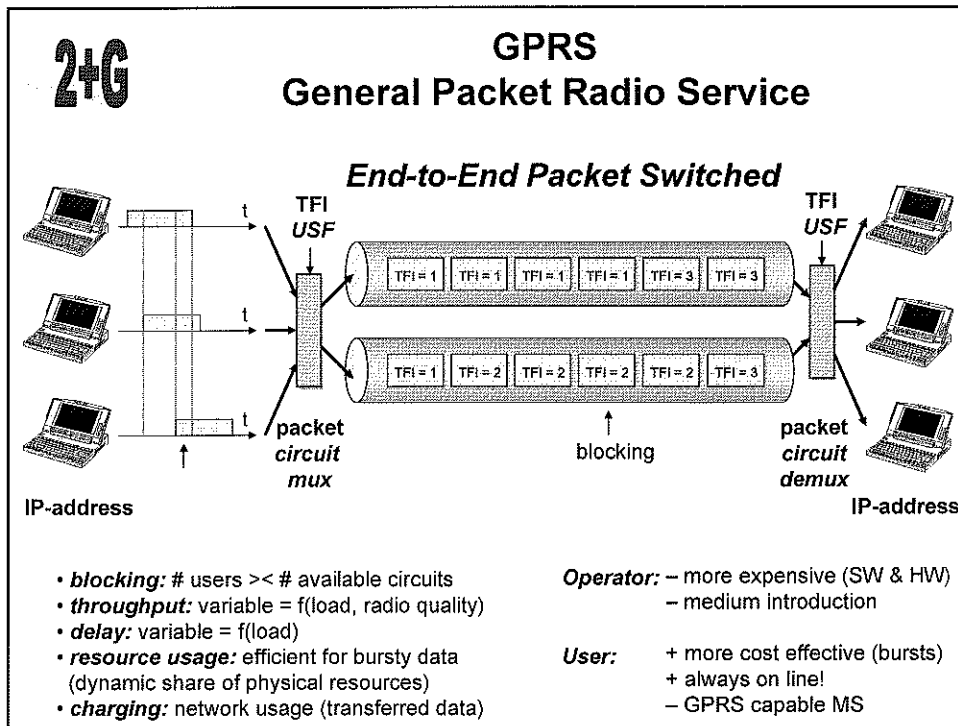 2+G
GPRS
General Packet Radio Service
End-to-End Packet Switched
t
TFI
USF
TFI = 1 TFI = 1 TFI = 1 TFI = 1 TFI = 3 TFI = 3
TFI
USF
t
TFI = 1 TFI = 2 TFI = 2 TFI = 2 TFI = 2 TFI = 3
t
packet
circuit
mux
blocking
packet
circuit
demux
IP-address
IP-address
• blocking: # users >< # available circuits
• throughput: variable = f(load, radio quality)
• delay: variable = f(load)
• resource usage: efficient for bursty data
(dynamic share of physical resources)
• charging: network usage (transferred data)
Operator: – more expensive (SW & HW)
– medium introduction
User: + more cost effective (bursts)
+ always on line!
– GPRS capable MS